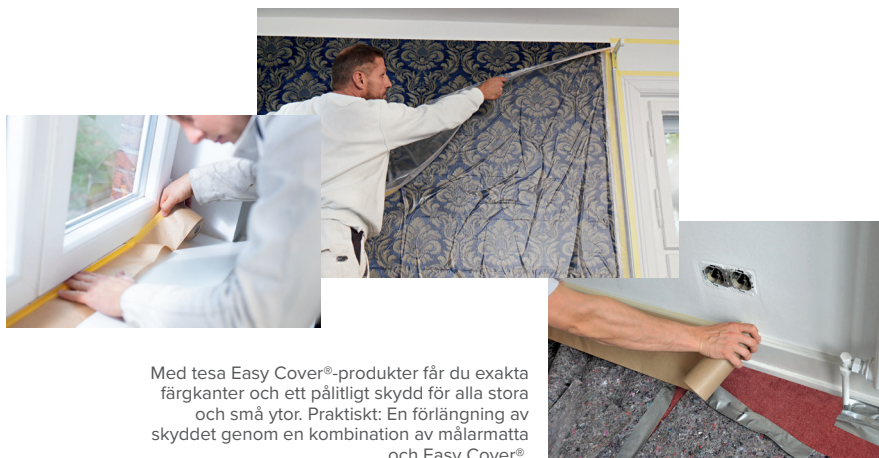 Med tesa Easy Cover®-produkter får du exakta
färgkanter och ett pålitligt skydd för alla stora
och små ytor. Praktiskt: En förlängning av
skyddet genom en kombination av målarmatta
och Easy Cover®